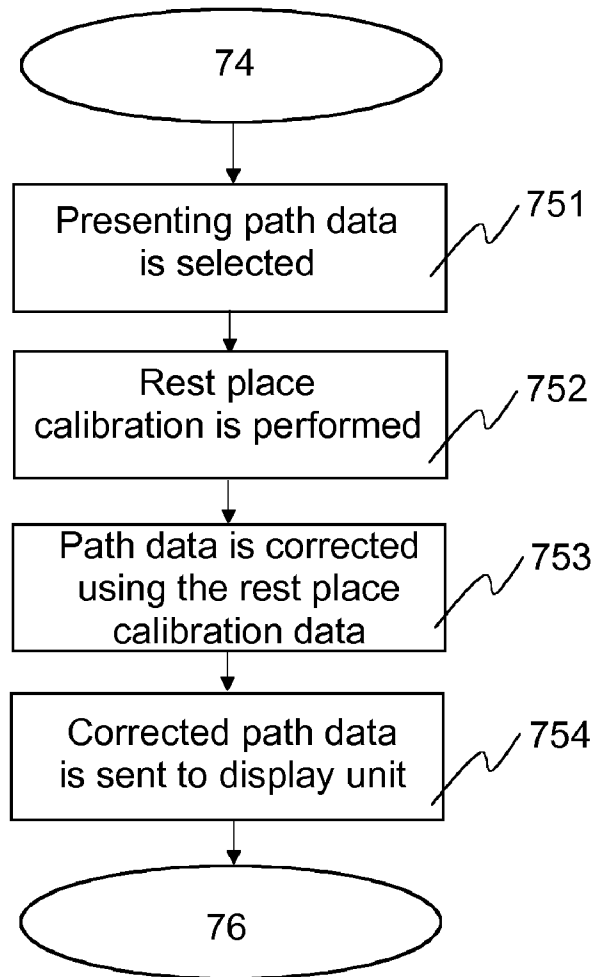 74
Presenting path data
is selected
751
Rest place
calibration is performed
752
Path data is corrected
using the rest place
calibration data
753
Corrected path data
is sent to display unit
754
76